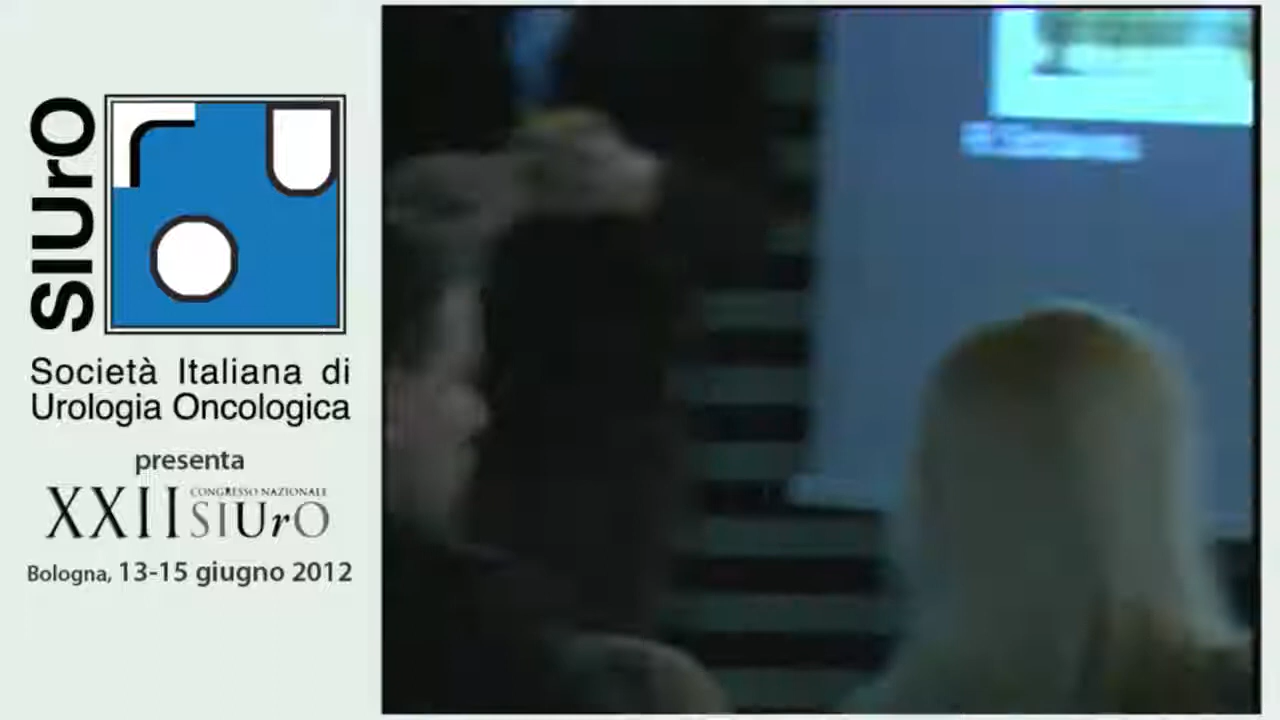 SIUrO
Società Italiana di
Urologia Oncologica
presenta
XXII CONGRESSO NAZIONALE
SIUrO
Bologna, 13-15 giugno 2012